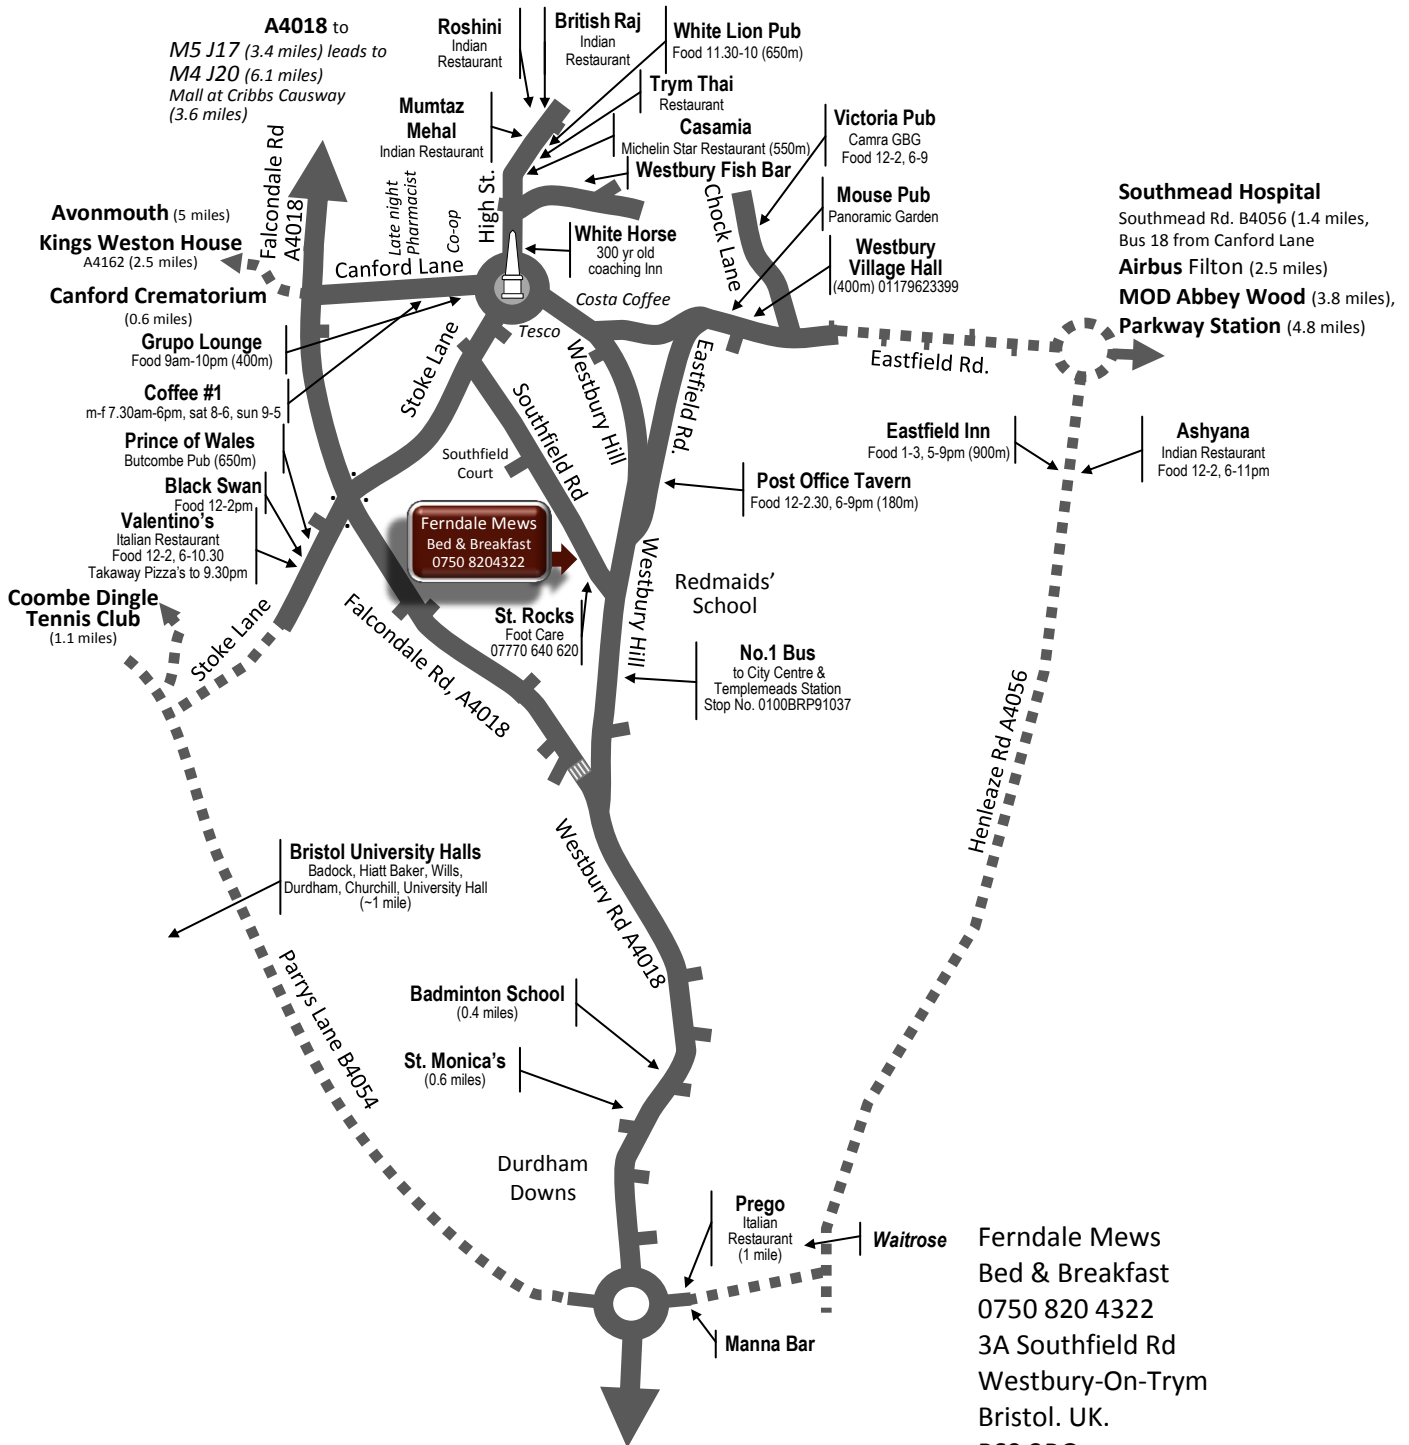 A4018 to
M5 J17 (3.4 miles) leads to
M4 J20 (6.1 miles)
Mall at Cribbs Causway
(3.6 miles)
Roshini
Indian
Restaurant
British Raj
Indian
Restaurant
White Lion Pub
Food 11.30-10 (650m)
Trym Thai
Restaurant
Mumtaz
Mehal
Indian Restaurant
Casamia
Michelin Star Restaurant (550m)
Westbury Fish Bar
Victoria Pub
Camra GBG
Food 12-2, 6-9
Mouse Pub
Panoramic Garden
Westbury
Village Hall
(400m) 01179623399
Southmead Hospital
Southmead Rd. B4056 (1.4 miles,
Bus 18 from Canford Lane
Airbus Filton (2.5 miles)
MOD Abbey Wood (3.8 miles),
Parkway Station (4.8 miles)
Falcondale Rd
A4018
Late night
Pharmacist
Co-op
High St.
Chock Lane
Avonmouth (5 miles)
Kings Weston House
A4162 (2.5 miles)
Canford Lane
White Horse
300 yr old
coaching Inn
Costa Coffee
Tesco
Canford Crematorium
(0.6 miles)
Grupo Lounge
Food 9am-10pm (400m)
Coffee #1
m-f 7.30am-6pm, sat 8-6, sun 9-5
Prince of Wales
Butcombe Pub (650m)
Black Swan
Food 12-2pm
Valentino's
Italian Restaurant
Food 12-2, 6-10.30
Takaway Pizza's to 9.30pm
Stoke Lane
Westbury Hill
Eastfield Rd.
Eastfield Rd.
Southfield Rd
Southfield
Court
Eastfield Inn
Food 1-3, 5-9pm (900m)
Ashyana
Indian Restaurant
Food 12-2, 6-11pm
Post Office Tavern
Food 12-2.30, 6-9pm (180m)
Ferndale Mews
Bed & Breakfast
0750 8204322
Coombe Dingle
Tennis Club
(1.1 miles)
Stoke Lane
Falcondale Rd, A4018
St. Rocks
Foot Care
07770 640 620
Westbury Hill
Redmaids'
School
No.1 Bus
to City Centre &
Templemeads Station
Stop No. 0100BRP91037
Henleaze Rd A4056
Bristol University Halls
Badock, Hiatt Baker, Wills,
Durdham, Churchill, University Hall
(~1 mile)
Westbury Rd A4018
Parrys Lane B4054
Badminton School
(0.4 miles)
St. Monica's
(0.6 miles)
Durdham
Downs
Prego
Italian
Restaurant
(1 mile)
Waitrose
Manna Bar
Ferndale Mews
Bed & Breakfast
0750 820 4322
3A Southfield Rd
Westbury-On-Trym
Bristol. UK.